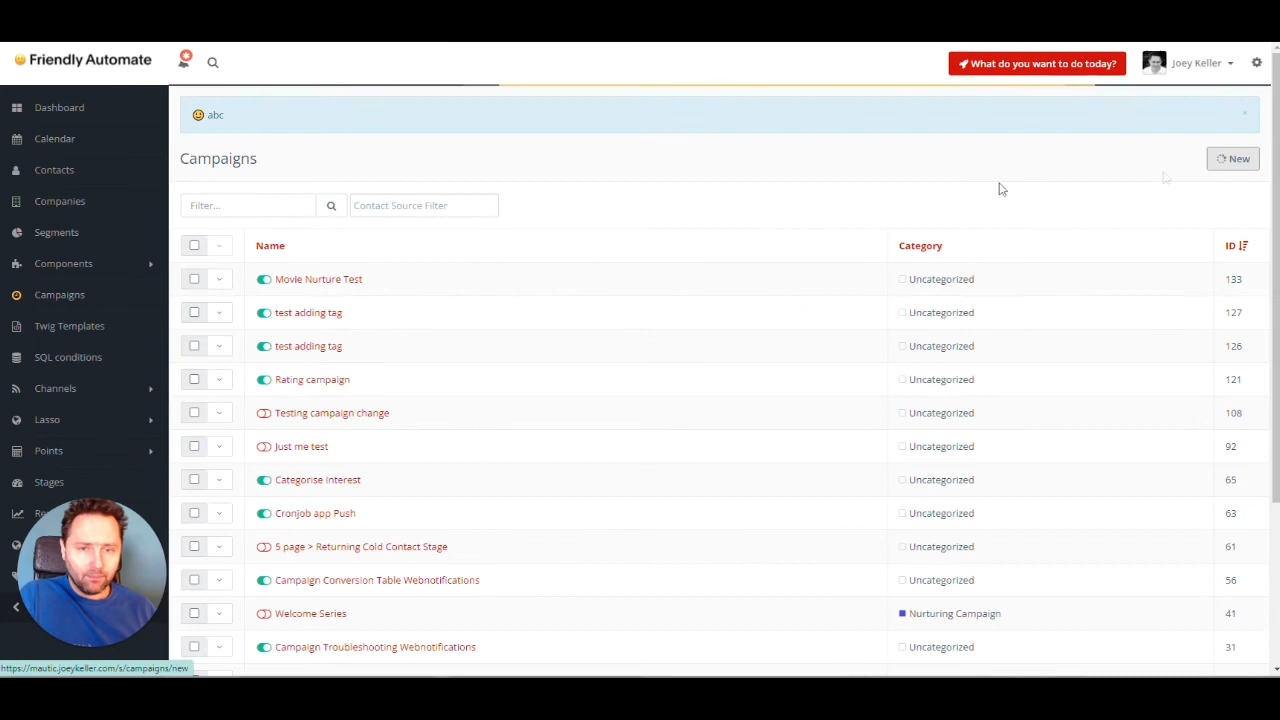 Friendly Automate
What do you want to do today?
Joey Keller
Dashboard
Calendar
Contacts
Companies
Segments
Components
Campaigns
Twig Templates
SQL conditions
Channels
Lasso
Points
Stages
abc
Campaigns
New
Filter...
Contact Source Filter
Name Category ID
Movie Nurture Test Uncategorized 133
test adding tag Uncategorized 127
test adding tag Uncategorized 126
Rating campaign Uncategorized 121
Testing campaign change Uncategorized 108
Just me test Uncategorized 92
Categorise Interest Uncategorized 65
Cronjob app Push Uncategorized 63
5 page > Returning Cold Contact Stage Uncategorized 61
Campaign Conversion Table Webnotifications Uncategorized 56
Welcome Series Nurturing Campaign 41
Campaign Troubleshooting Webnotifications Uncategorized 31
https://mautic.joeykeller.com/s/campaigns/new